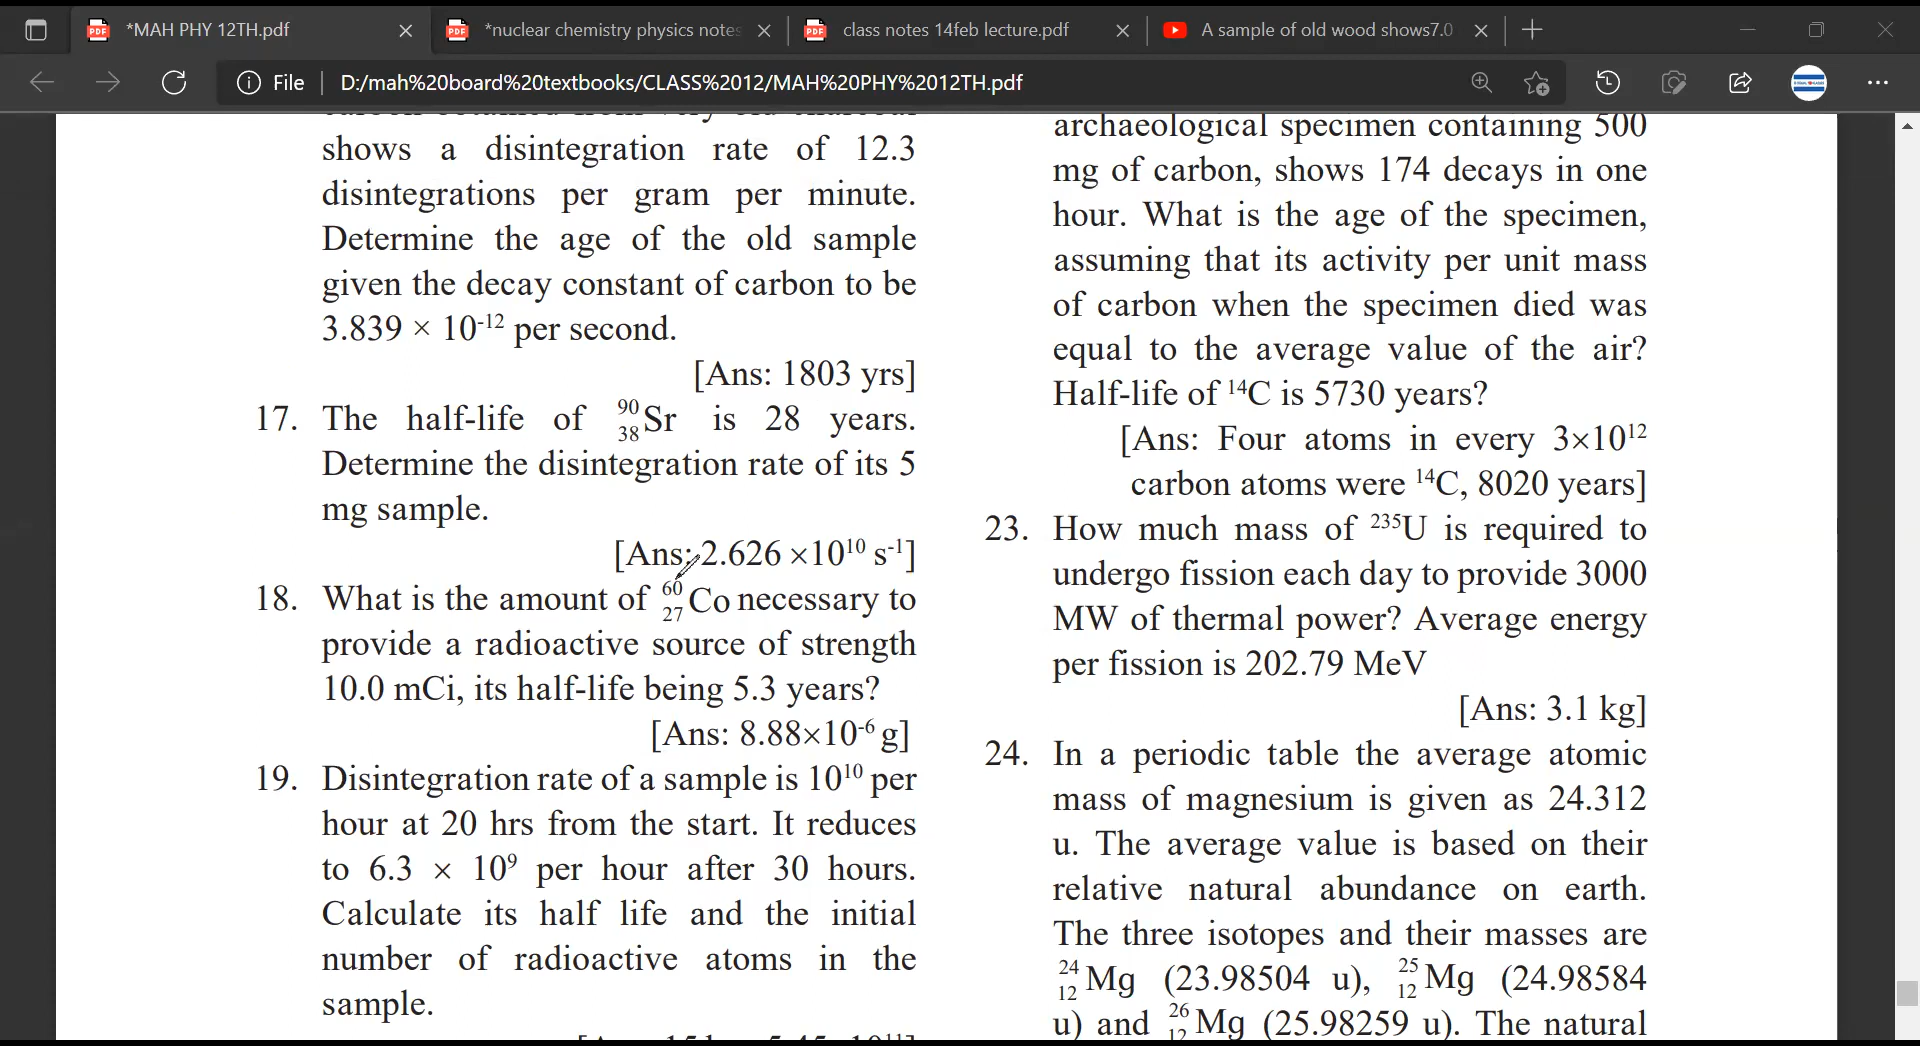 *MAH PHY 12TH.pdf
*nuclear chemistry physics notes
class notes 14feb lecture.pdf
A sample of old wood shows7.0
File
D:/mah%20board%20textbooks/CLASS%2012/MAH%20PHY%2012TH.pdf
shows a disintegration rate of 12.3
disintegrations per gram per minute.
Determine the age of the old sample
given the decay constant of carbon to be
3.839 × 10⁻¹² per second.
[Ans: 1803 yrs]
17. The half-life of ⁹⁰₃₈Sr is 28 years.
Determine the disintegration rate of its 5
mg sample.
[Ans: 2.626 ×10¹⁰ s⁻¹]
18. What is the amount of ⁶⁰₂₇Co necessary to
provide a radioactive source of strength
10.0 mCi, its half-life being 5.3 years?
[Ans: 8.88×10⁻⁶ g]
19. Disintegration rate of a sample is 10¹⁰ per
hour at 20 hrs from the start. It reduces
to 6.3 × 10⁹ per hour after 30 hours.
Calculate its half life and the initial
number of radioactive atoms in the
sample.
archaeological specimen containing 500
mg of carbon, shows 174 decays in one
hour. What is the age of the specimen,
assuming that its activity per unit mass
of carbon when the specimen died was
equal to the average value of the air?
Half-life of ¹⁴C is 5730 years?
[Ans: Four atoms in every 3×10¹²
carbon atoms were ¹⁴C, 8020 years]
23. How much mass of ²³⁵U is required to
undergo fission each day to provide 3000
MW of thermal power? Average energy
per fission is 202.79 MeV
[Ans: 3.1 kg]
24. In a periodic table the average atomic
mass of magnesium is given as 24.312
u. The average value is based on their
relative natural abundance on earth.
The three isotopes and their masses are
²⁴₁₂Mg (23.98504 u), ²⁵₁₂Mg (24.98584
u) and ²⁶₁₂Mg (25.98259 u). The natural